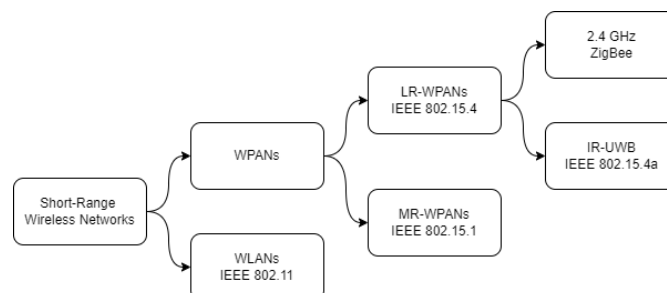 2.4 GHz
ZigBee
LR-WPANs
IEEE 802.15.4
WPANs
IR-UWB
IEEE 802.15.4a
Short-Range
Wireless Networks
MR-WPANs
IEEE 802.15.1
WLANs
IEEE 802.11